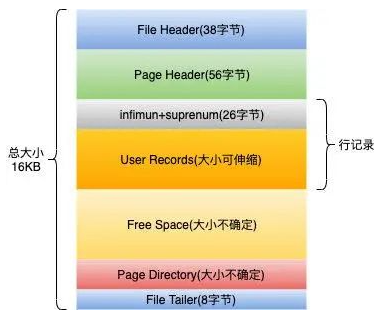 File Header(38字节)
Page Header(56字节)
infimun+suprenum(26字节)
总大小
16KB
User Records(大小可伸缩)
行记录
Free Space(大小不确定)
Page Directory(大小不确定)
File Tailer(8字节)